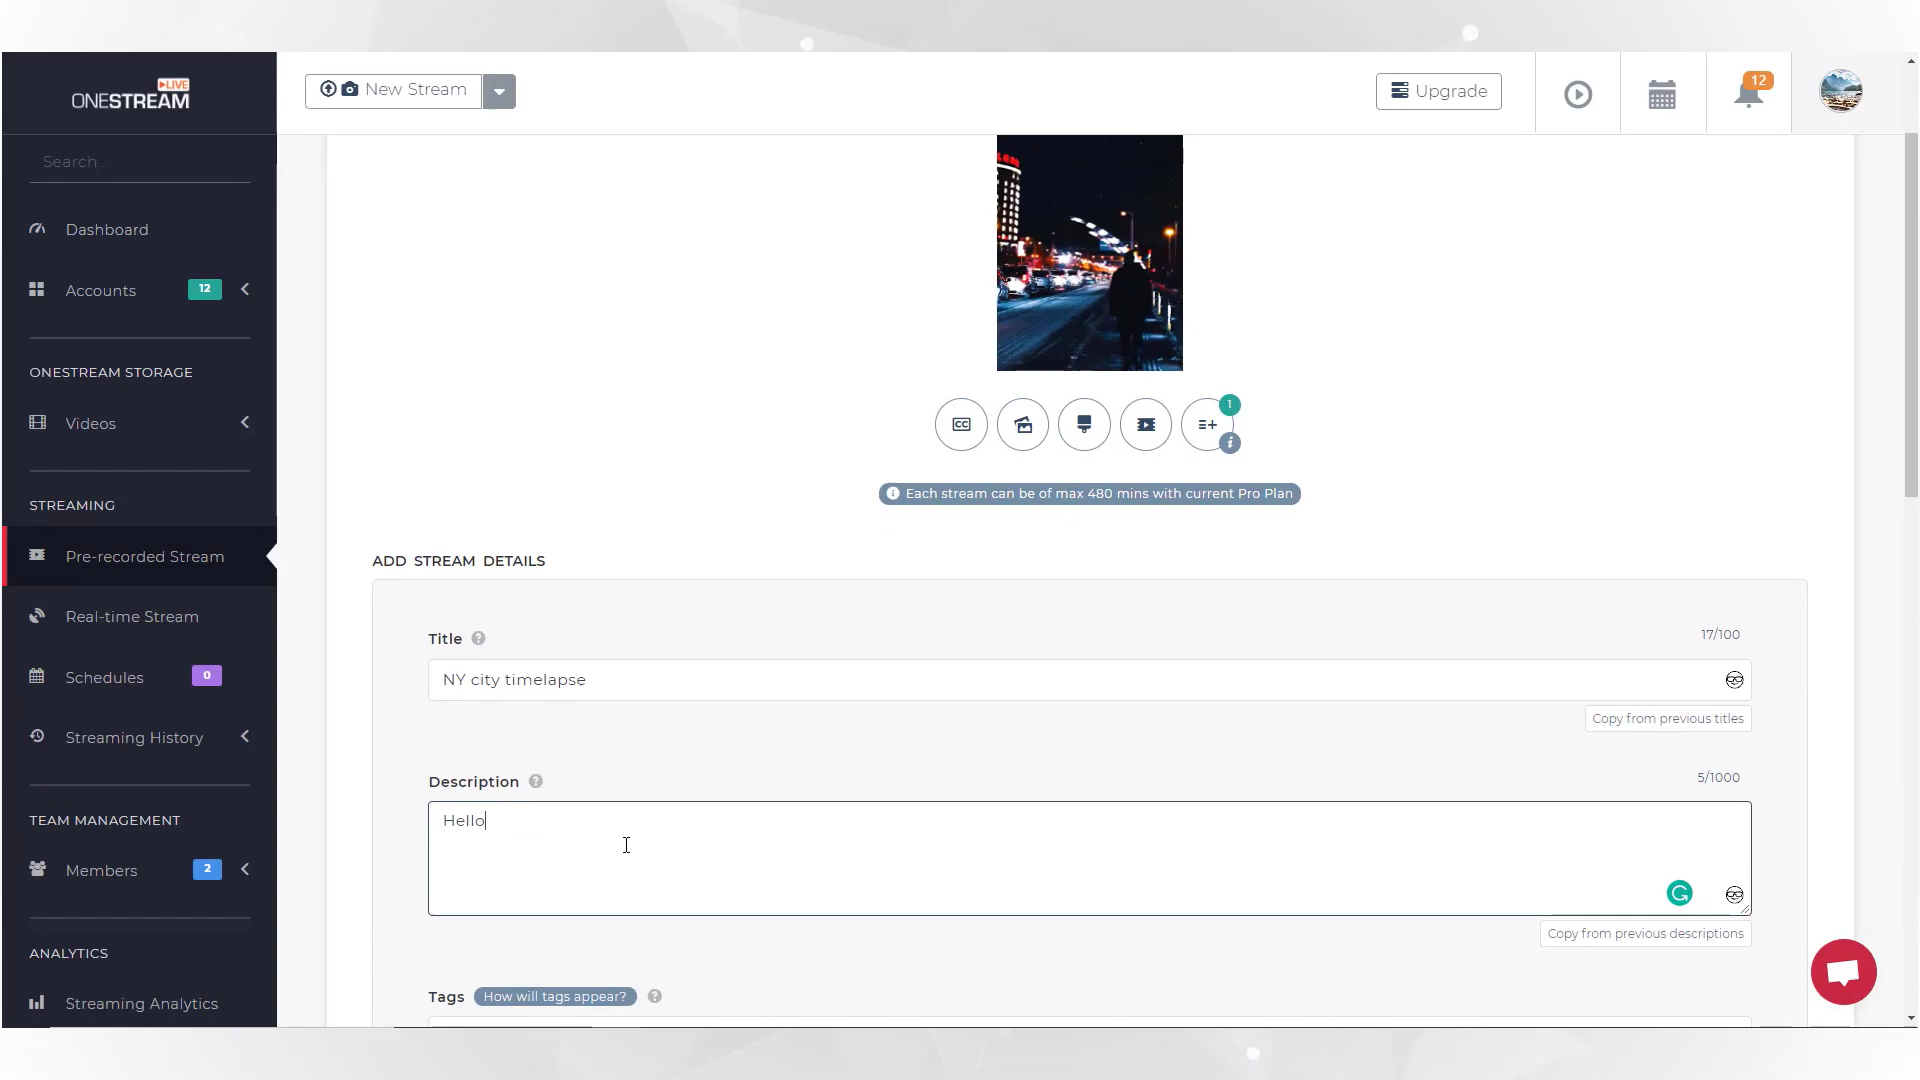 LIVE
ONESTREAM
New Stream
Upgrade
12
Search...
Dashboard
Accounts
12
ONESTREAM STORAGE
Videos
STREAMING
Pre-recorded Stream
Real-time Stream
Schedules
0
Streaming History
TEAM MANAGEMENT
Members
2
ANALYTICS
Streaming Analytics
CC
1
i
i Each stream can be of max 480 mins with current Pro Plan
ADD STREAM DETAILS
Title ?
17/100
NY city timelapse
Copy from previous titles
Description ?
5/1000
Hello
G
Copy from previous descriptions
Tags How will tags appear? ?